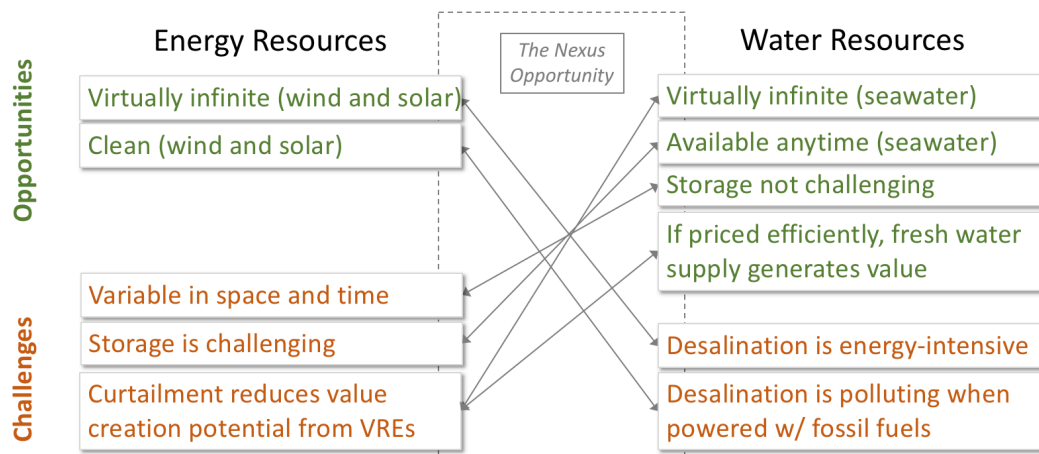 Energy Resources
The Nexus
Opportunity
Water Resources
Opportunities
Virtually infinite (wind and solar)
Clean (wind and solar)
Virtually infinite (seawater)
Available anytime (seawater)
Storage not challenging
If priced efficiently, fresh water
supply generates value
Challenges
Variable in space and time
Storage is challenging
Curtailment reduces value
creation potential from VREs
Desalination is energy-intensive
Desalination is polluting when
powered w/ fossil fuels